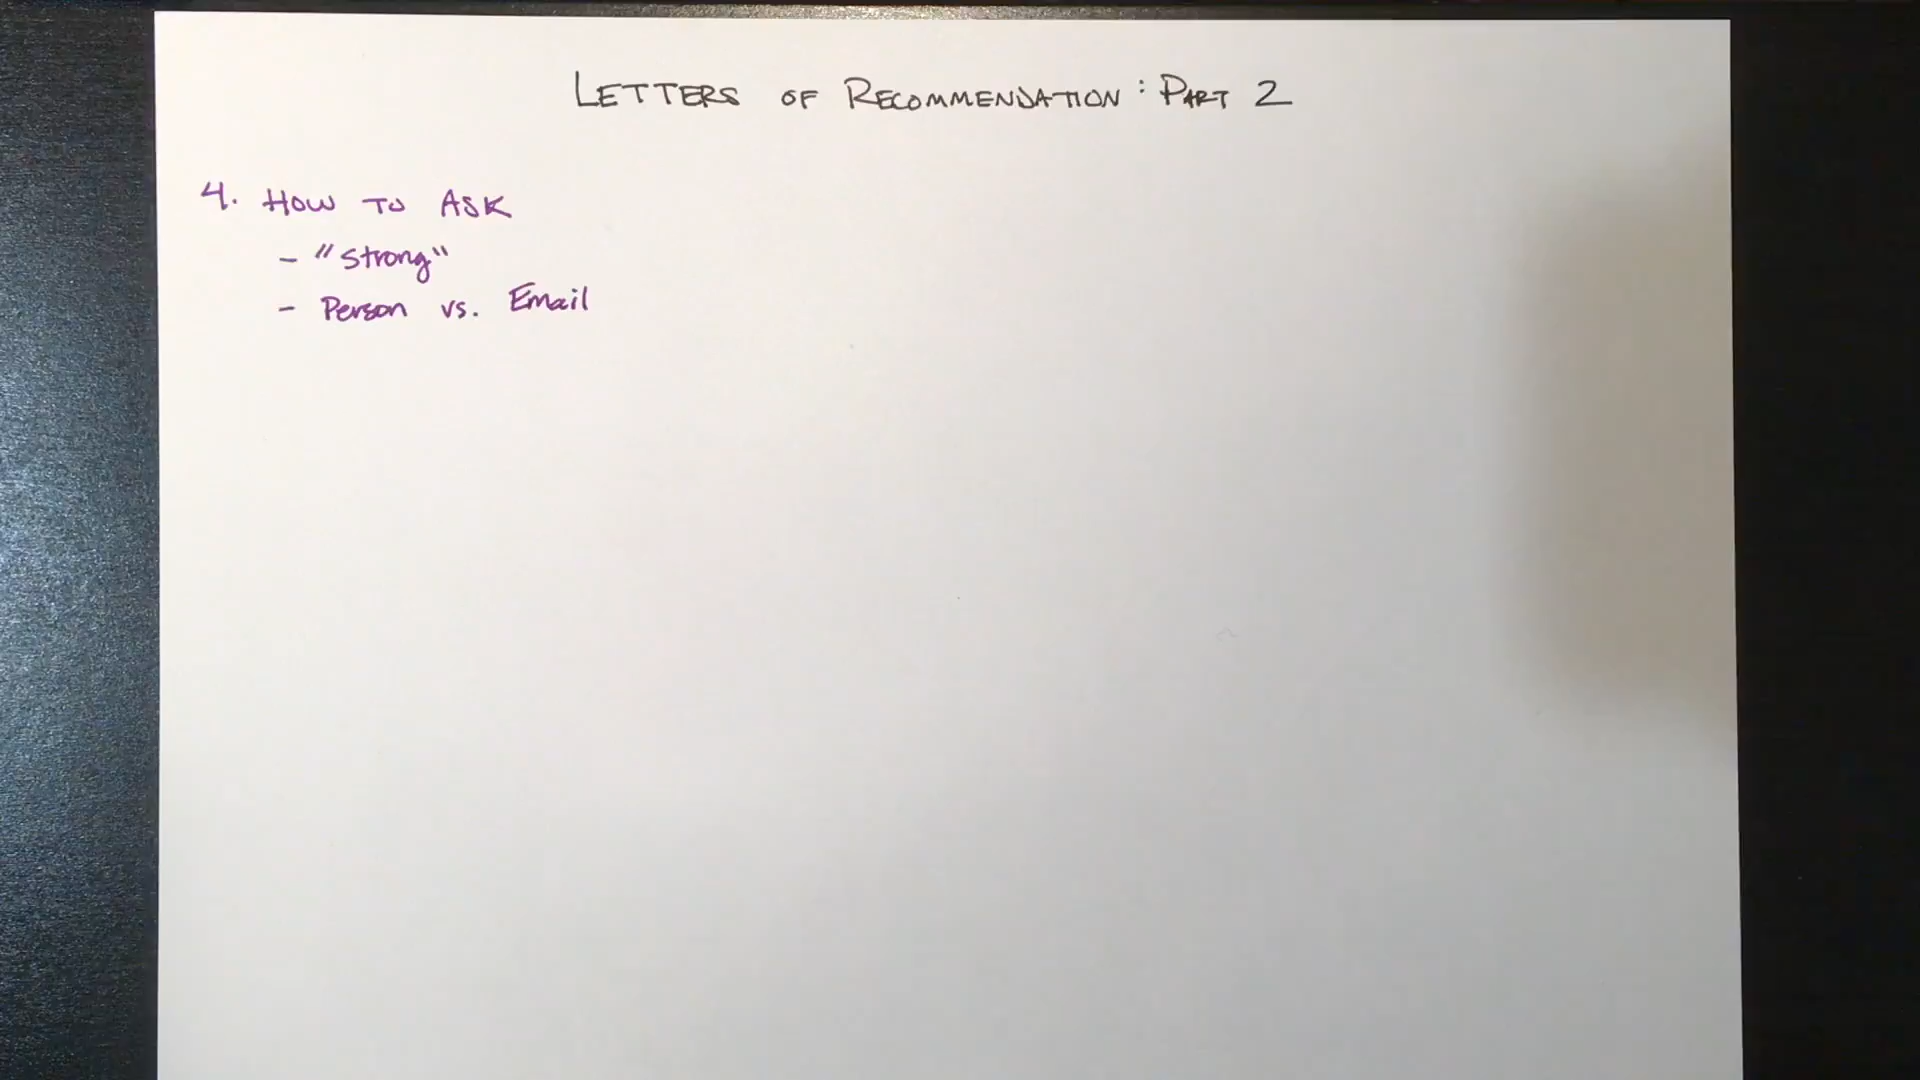 LETTERS OF RECOMMENDATION: PART 2
4. HOW TO ASK
- "Strong"
- Person vs. Email